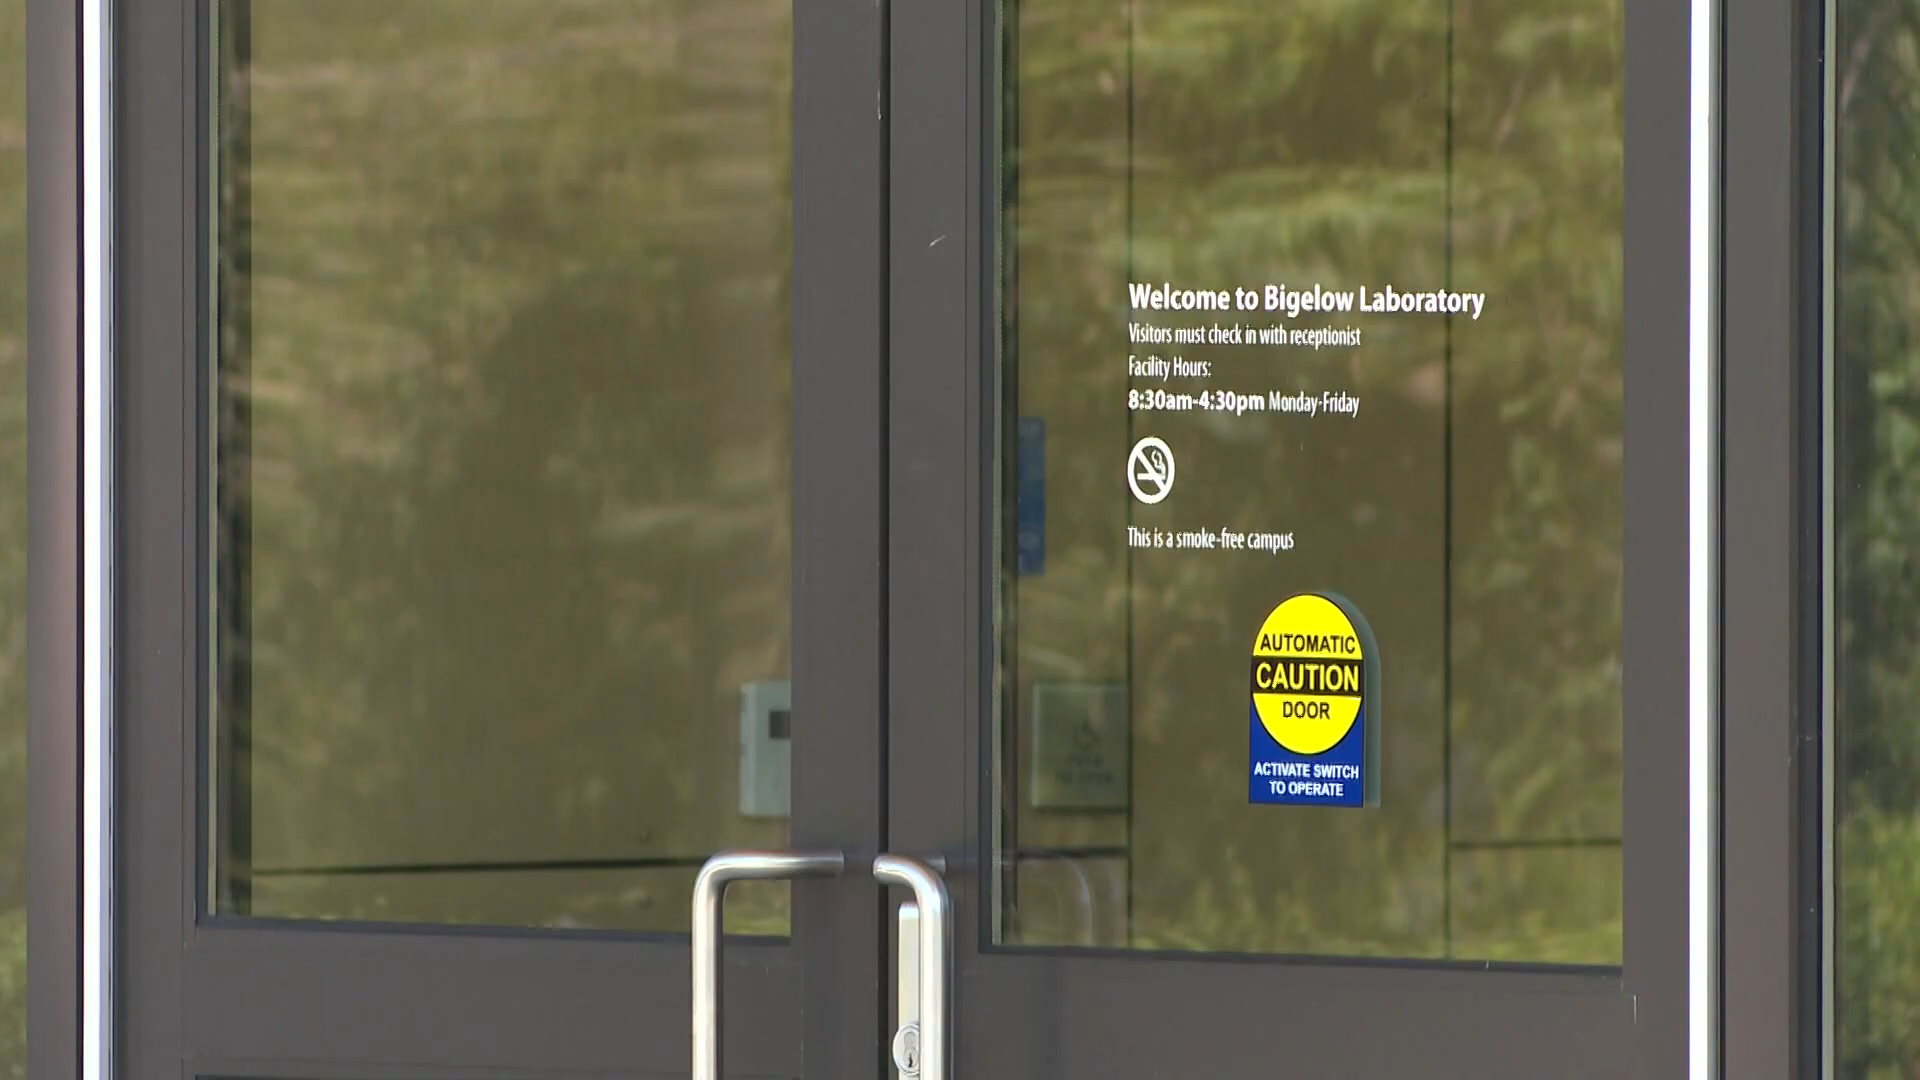 Welcome to Bigelow Laboratory
Visitors must check in with receptionist
Facility Hours:
8:30am-4:30pm Monday-Friday
This is a smoke-free campus
AUTOMATIC
CAUTION
DOOR
ACTIVATE SWITCH
TO OPERATE